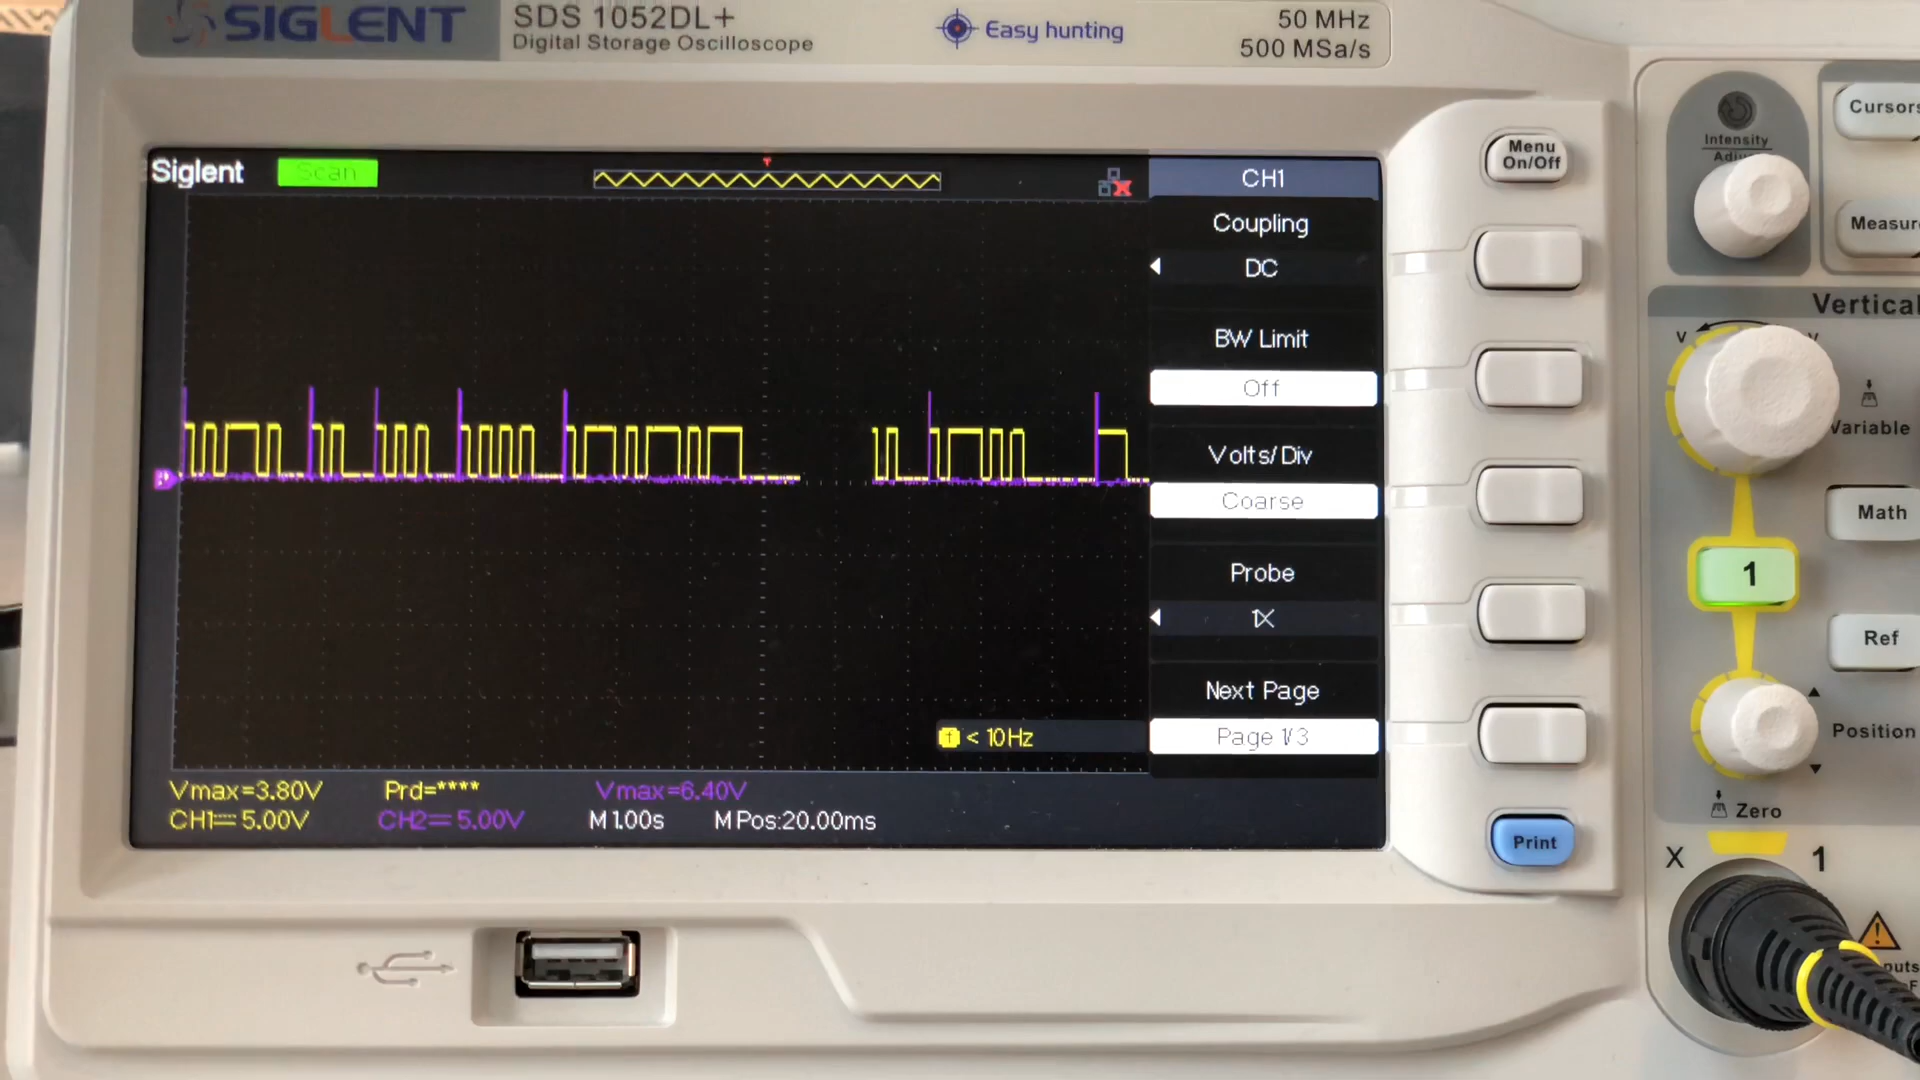 SIGLENT
SDS 1052DL+
Digital Storage Oscilloscope
Easy hunting
50 MHz
500 MSa/s
Siglent
Scan
T
CH1
Coupling
DC
BW Limit
Off
Volts/Div
Coarse
Probe
1X
Next Page
Page 1/3
f < 10Hz
Vmax=3.80V
Prd=****
Vmax=6.40V
CH1 5.00V
CH2 5.00V
M 1.00s
M Pos:20.00ms
Menu
On/Off
Print
Intensity
Cursors
Measur
Vertical
V
Variable
Math
1
Ref
Position
Zero
X
1